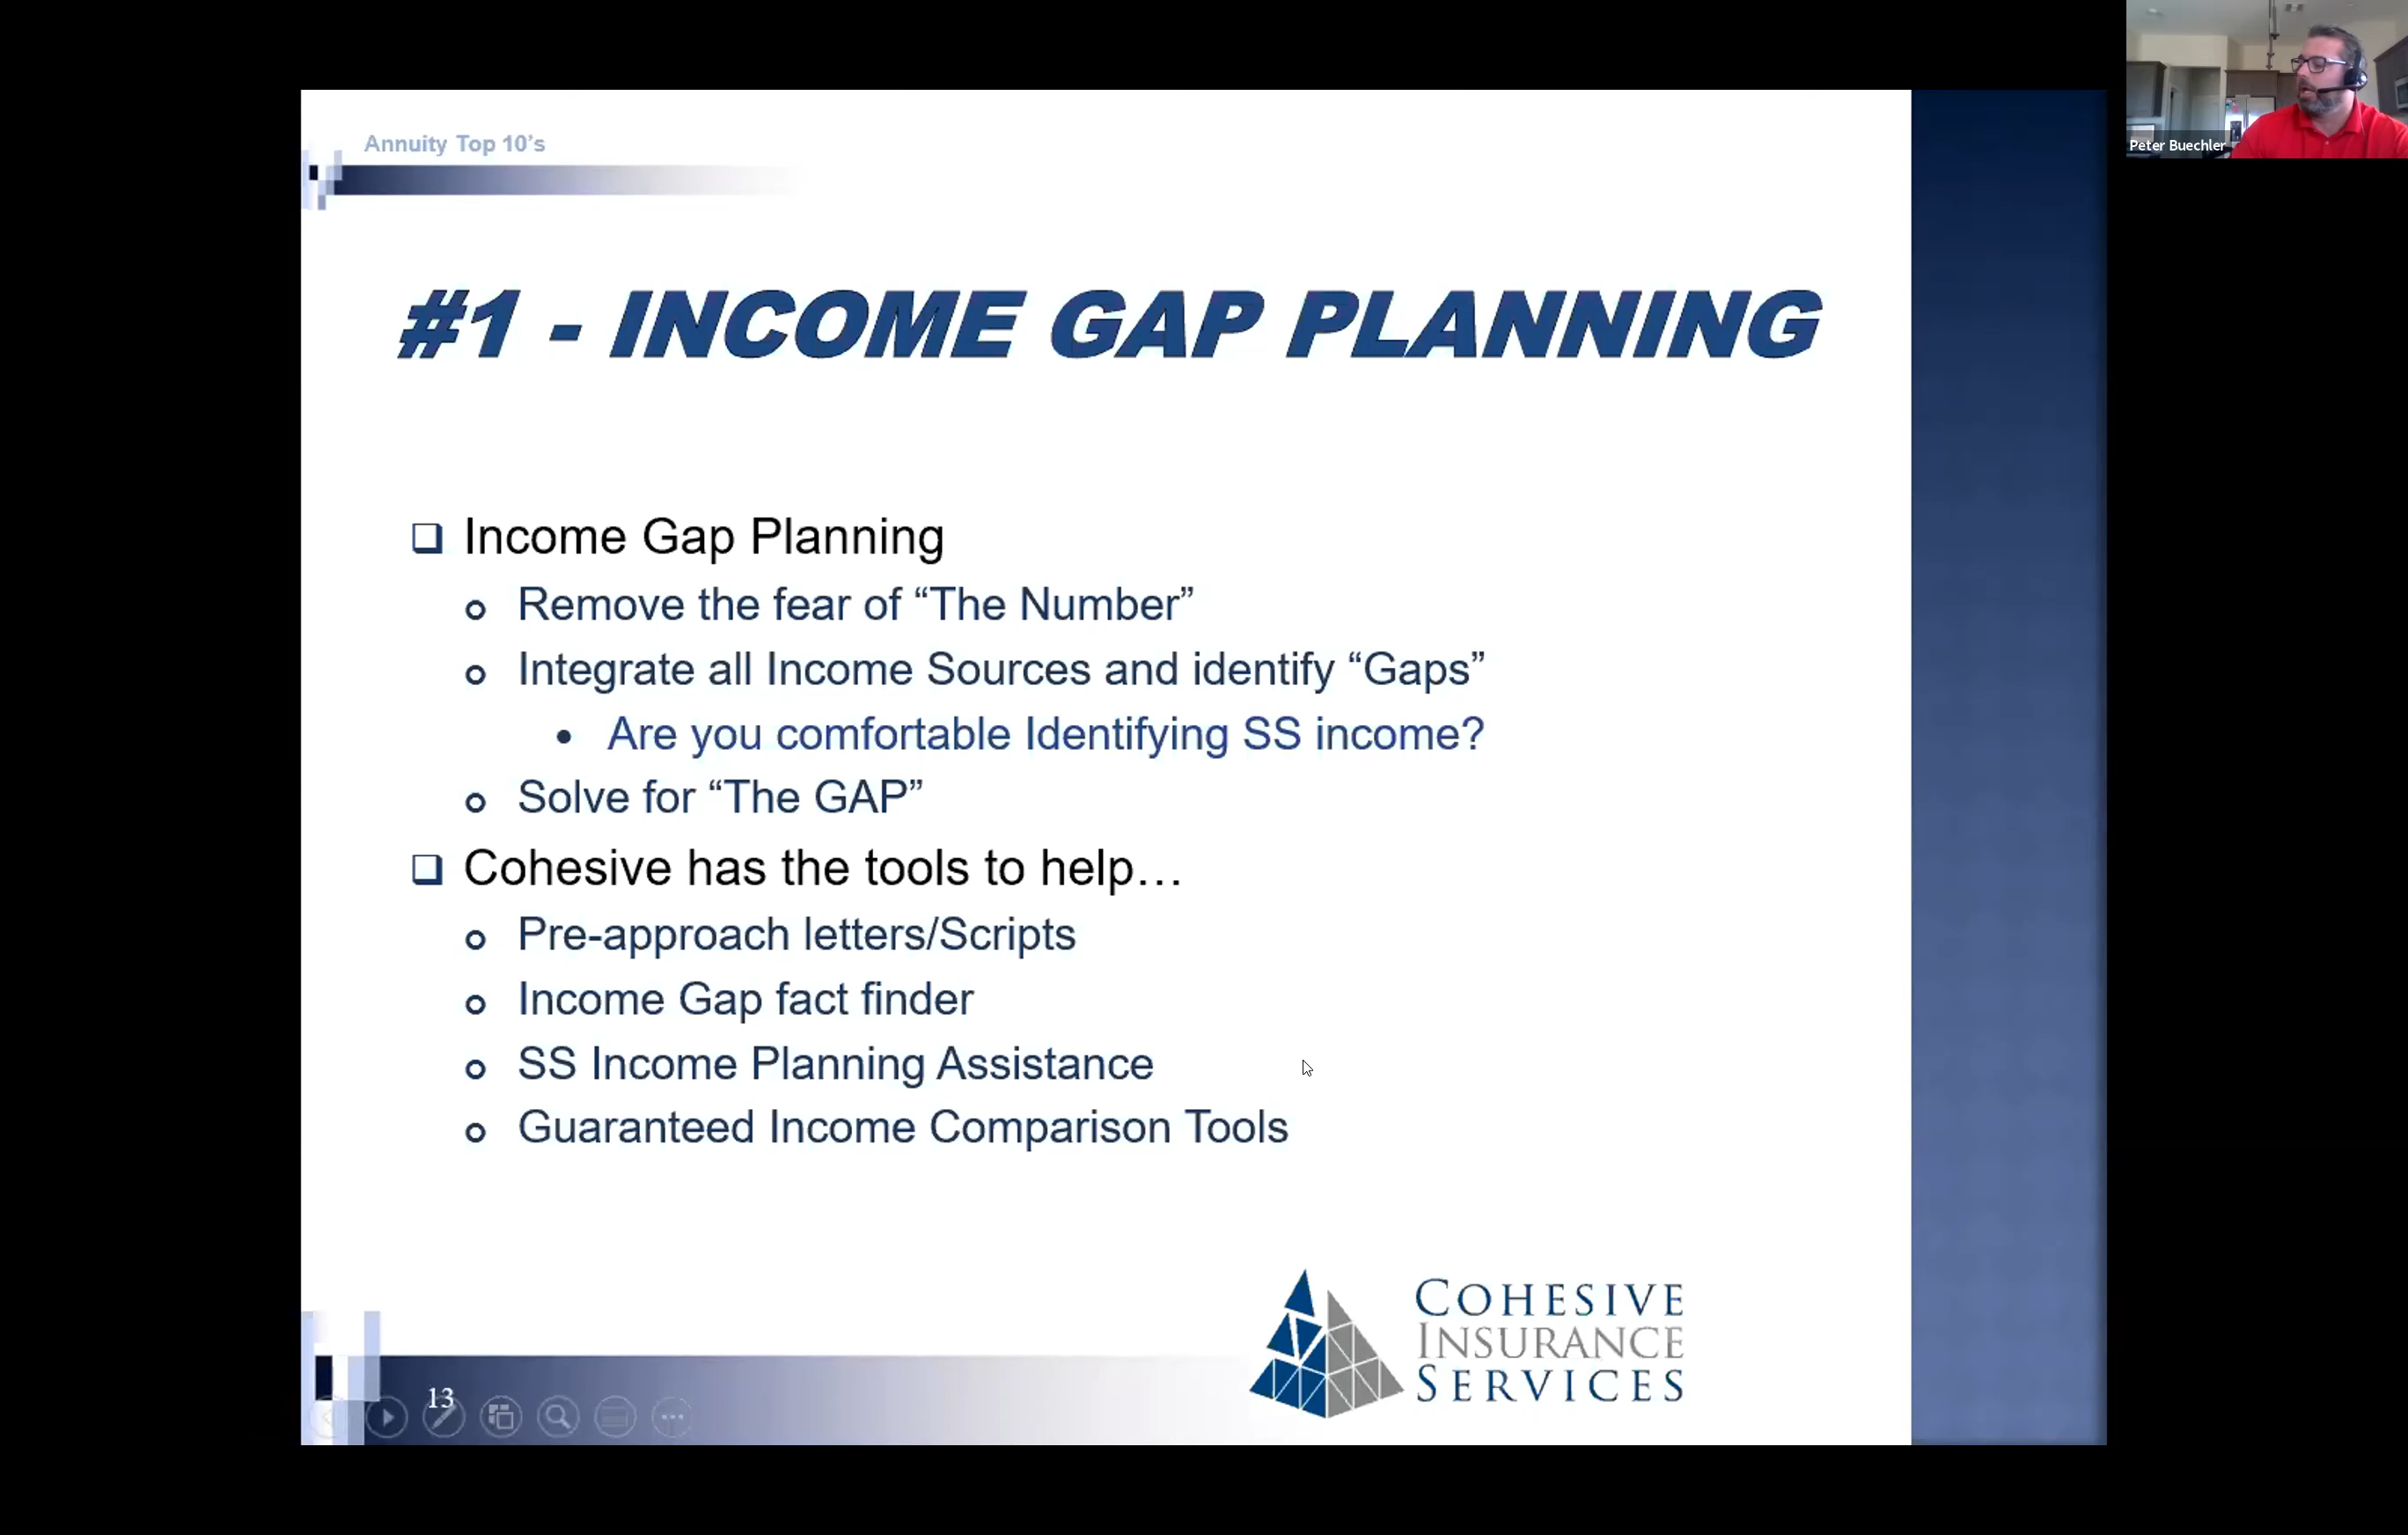 Peter Buechler
Annuity Top 10's
#1 - INCOME GAP PLANNING
Income Gap Planning
Remove the fear of “The Number”
Integrate all Income Sources and identify “Gaps”
Are you comfortable Identifying SS income?
Solve for “The GAP”
Cohesive has the tools to help…
Pre-approach letters/Scripts
Income Gap fact finder
SS Income Planning Assistance
Guaranteed Income Comparison Tools
COHESIVE
INSURANCE
SERVICES
13